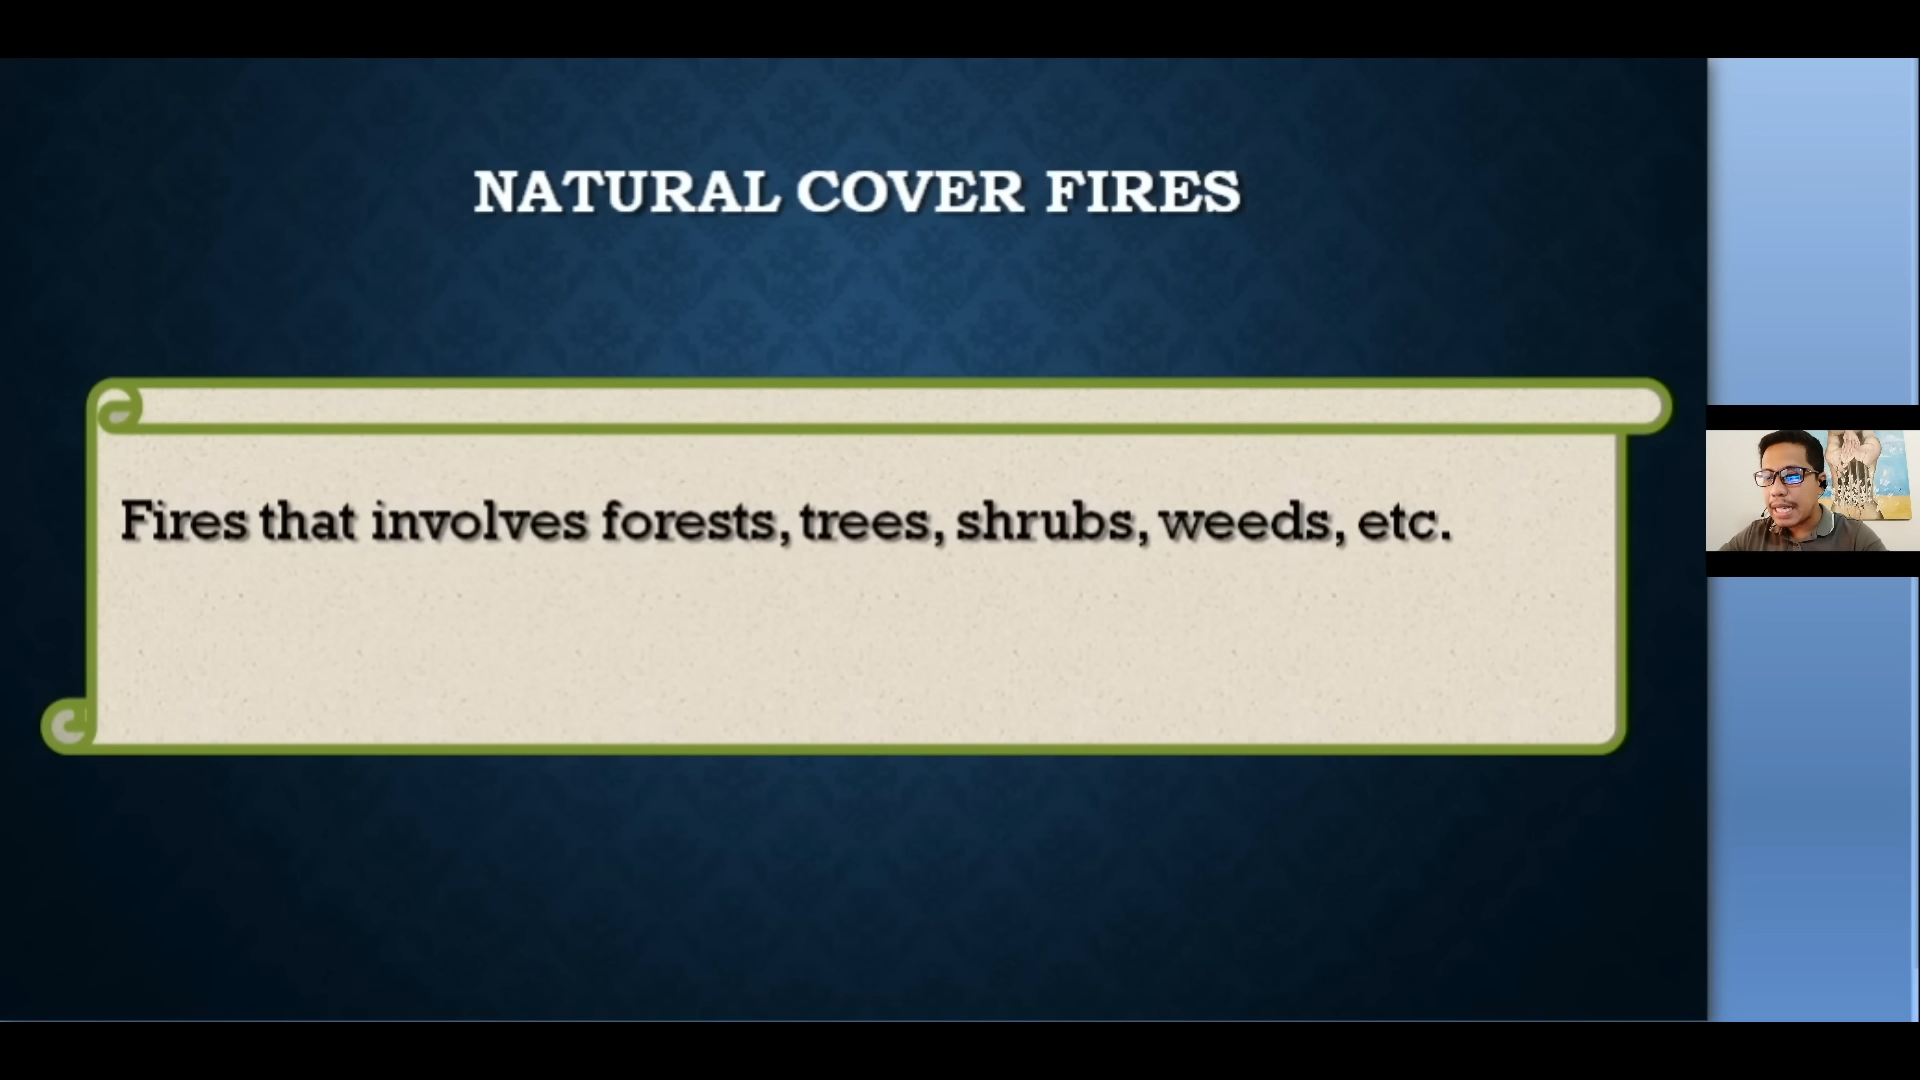 NATURAL COVER FIRES
Fires that involves forests, trees, shrubs, weeds, etc.